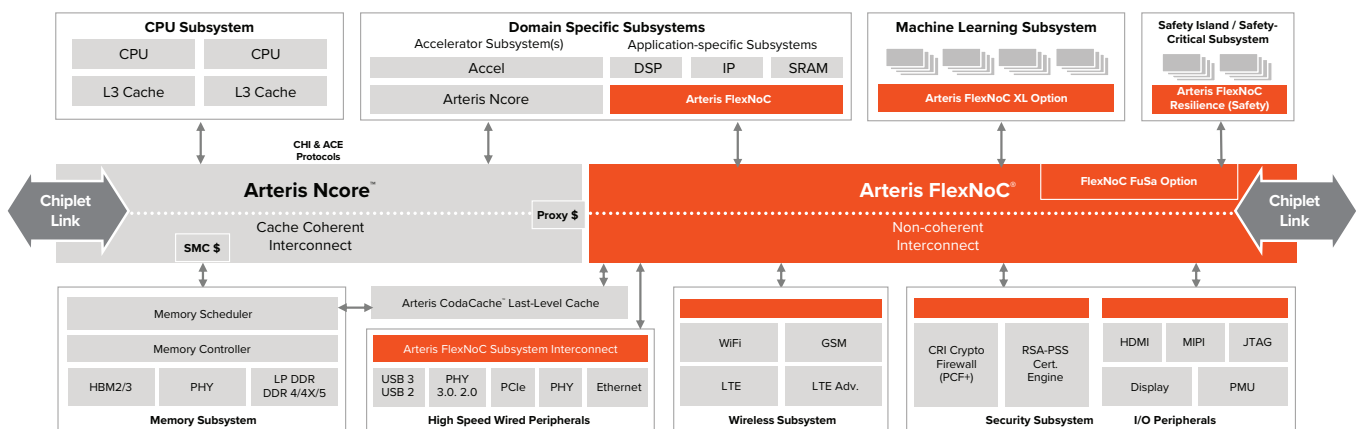 CPU Subsystem
CPU
CPU
L3 Cache
L3 Cache
Domain Specific Subsystems
Accelerator Subsystem(s)
Application-specific Subsystems
Accel
DSP
IP
SRAM
Arteris Ncore
Arteris FlexNoC
Machine Learning Subsystem
Arteris FlexNoC XL Option
Safety Island / Safety-
Critical Subsystem
Arteris FlexNoC
Resilience (Safety)
CHI & ACE
Protocols
Chiplet
Link
Arteris Ncore™
Cache Coherent
Interconnect
SMC $
Proxy $
Arteris FlexNoC®
Non-coherent
Interconnect
FlexNoC FuSa Option
Chiplet
Link
Memory Scheduler
Memory Controller
HBM2/3
PHY
LP DDR
DDR 4/4X/5
Memory Subsystem
Arteris CodaCache™ Last-Level Cache
Arteris FlexNoC Subsystem Interconnect
USB 3
USB 2
PHY
3.0. 2.0
PCIe
PHY
Ethernet
High Speed Wired Peripherals
WiFi
GSM
LTE
LTE Adv.
Wireless Subsystem
CRI Crypto
Firewall
(PCF+)
RSA-PSS
Cert.
Engine
Security Subsystem
HDMI
MIPI
JTAG
Display
PMU
I/O Peripherals